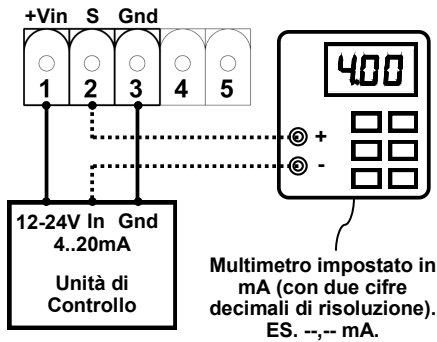 +Vin S Gnd
1 2 3 4 5
4.00
+
-
12-24V In Gnd
4..20mA
Unità di
Controllo
Multimetro impostato in
mA (con due cifre
decimali di risoluzione).
ES. --,-- mA.